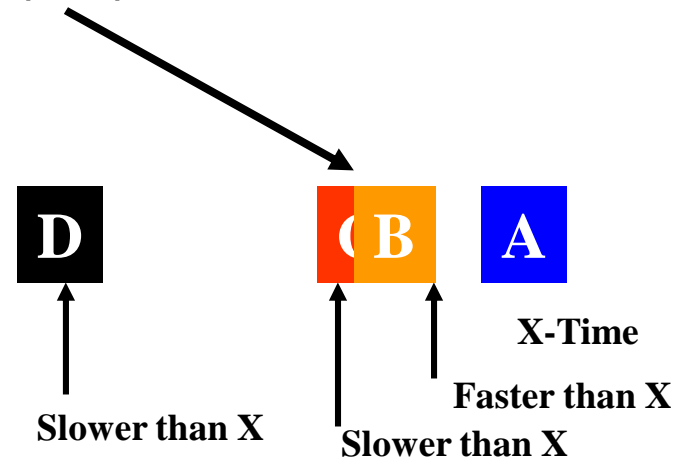 D
B
A
X-Time
Faster than X
Slower than X
Slower than X